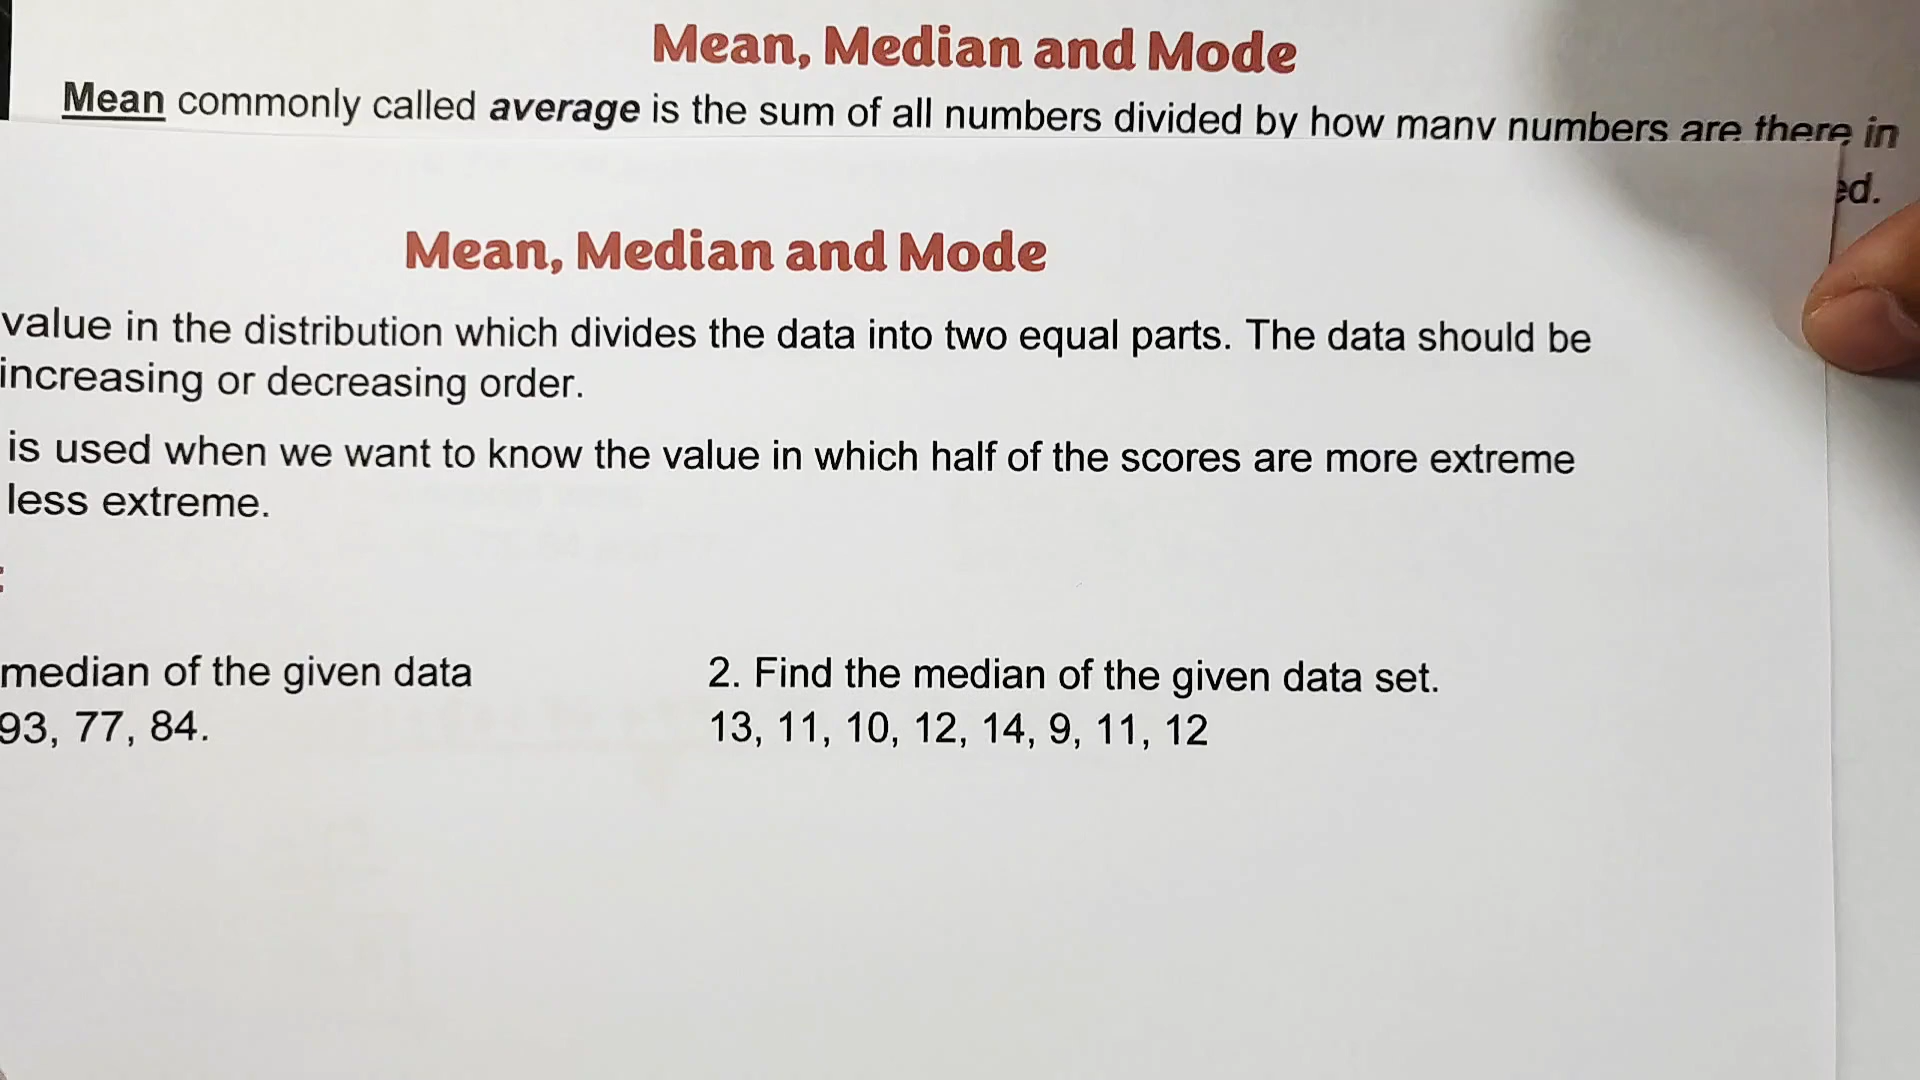 Mean, Median and Mode
Mean commonly called average is the sum of all numbers divided by how many numbers are there in
ed.
Mean, Median and Mode
value in the distribution which divides the data into two equal parts. The data should be
increasing or decreasing order.
is used when we want to know the value in which half of the scores are more extreme
less extreme.
:
median of the given data
93, 77, 84.
2. Find the median of the given data set.
13, 11, 10, 12, 14, 9, 11, 12